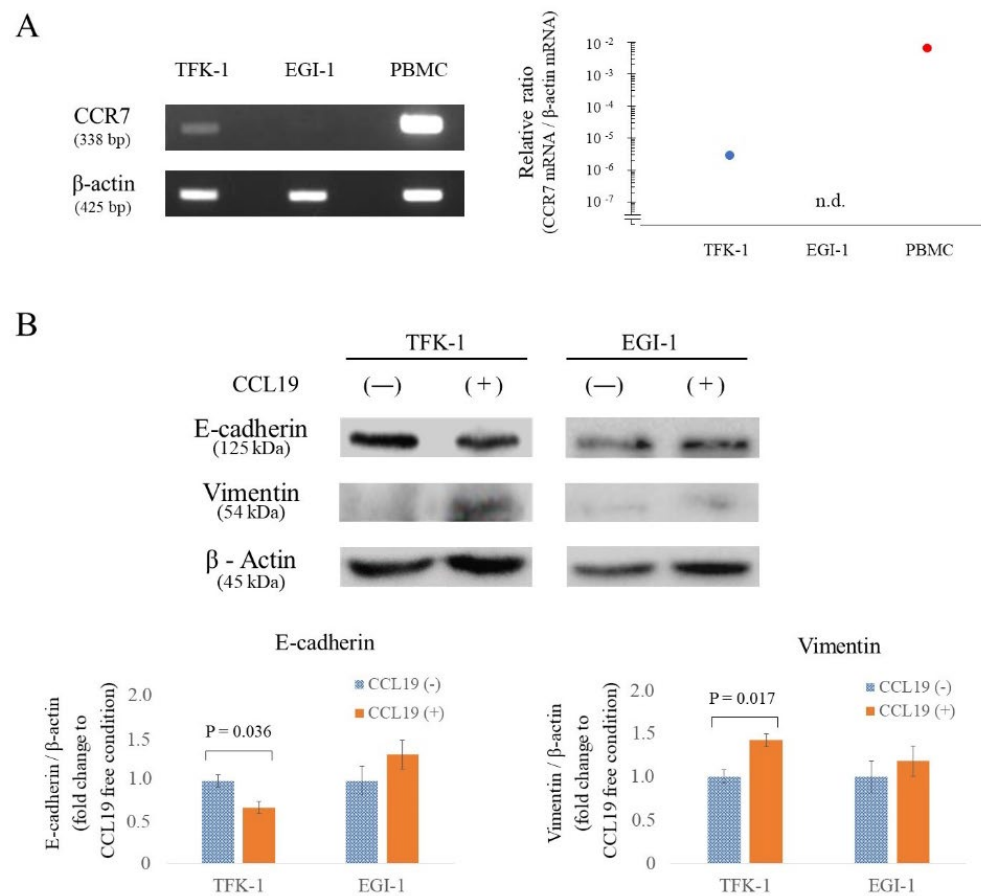 A
TFK-1 EGI-1 PBMC
CCR7
(338 bp)
β-actin
(425 bp)
Relative ratio
(CCR7 mRNA / β-actin mRNA)
10-2
10-3
10-4
10-5
10-6
10-7
n.d.
TFK-1 EGI-1 PBMC
B
TFK-1 EGI-1
CCL19 (—) (+) (—) (+)
E-cadherin
(125 kDa)
Vimentin
(54 kDa)
β - Actin
(45 kDa)
E-cadherin
E-cadherin / β-actin
(fold change to
CCL19 free condition)
2.0
1.5
1.0
0.5
0
P = 0.036
CCL19 (-)
CCL19 (+)
TFK-1 EGI-1
Vimentin
Vimentin / β-actin
(fold change to
CCL19 free condition)
2.0
1.5
1.0
0.5
0
P = 0.017
CCL19 (-)
CCL19 (+)
TFK-1 EGI-1